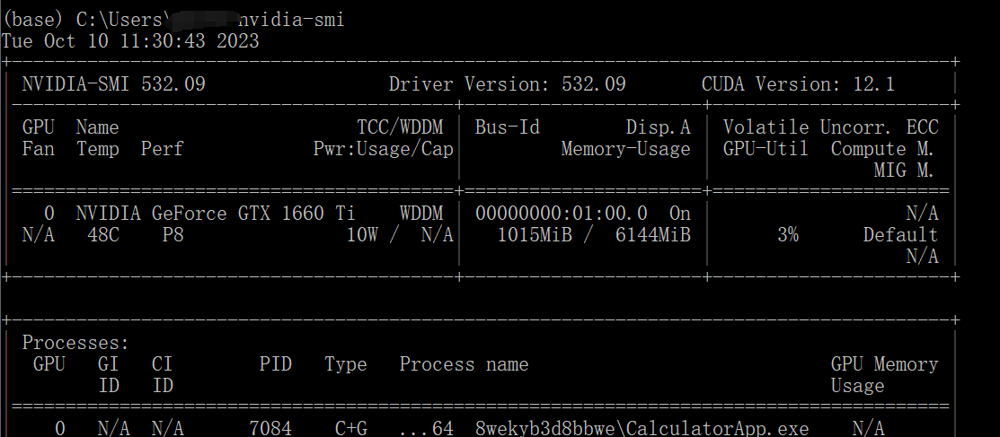 (base) C:\Users\ nvidia-smi
Tue Oct 10 11:30:43 2023
NVIDIA-SMI 532.09 Driver Version: 532.09 CUDA Version: 12.1
GPU Name TCC/WDDM Bus-Id Disp.A Volatile Uncorr. ECC
Fan Temp Perf Pwr:Usage/Cap Memory-Usage GPU-Util Compute M.
MIG M.
0 NVIDIA GeForce GTX 1660 Ti WDDM 00000000:01:00.0 On N/A
N/A 48C P8 10W / N/A 1015MiB / 6144MiB 3% Default
N/A
Processes:
GPU GI CI PID Type Process name GPU Memory
ID ID Usage
0 N/A N/A 7084 C+G ...64__8wekyb3d8bbwe\CalculatorApp.exe N/A